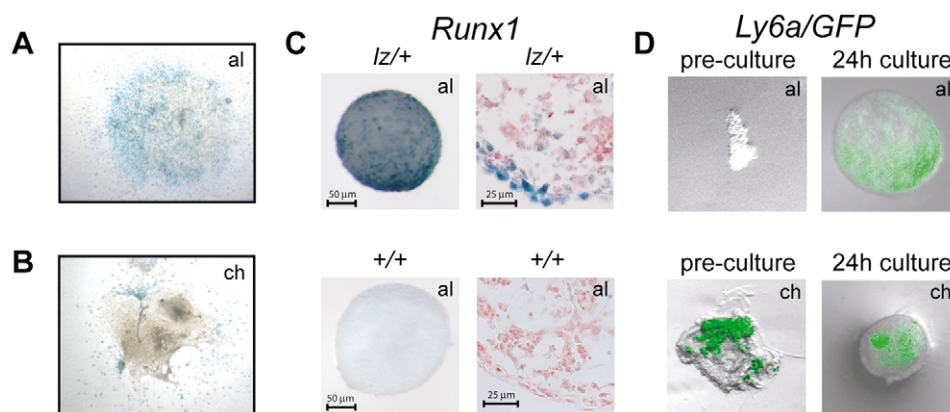 Runx1
Ly6a/GFP
A
al
C
lz/+
lz/+
D
pre-culture
24h culture
al
al
al
al
50 µm
25 µm
B
ch
+/+
+/+
pre-culture
24h culture
al
al
ch
ch
50 µm
25 µm